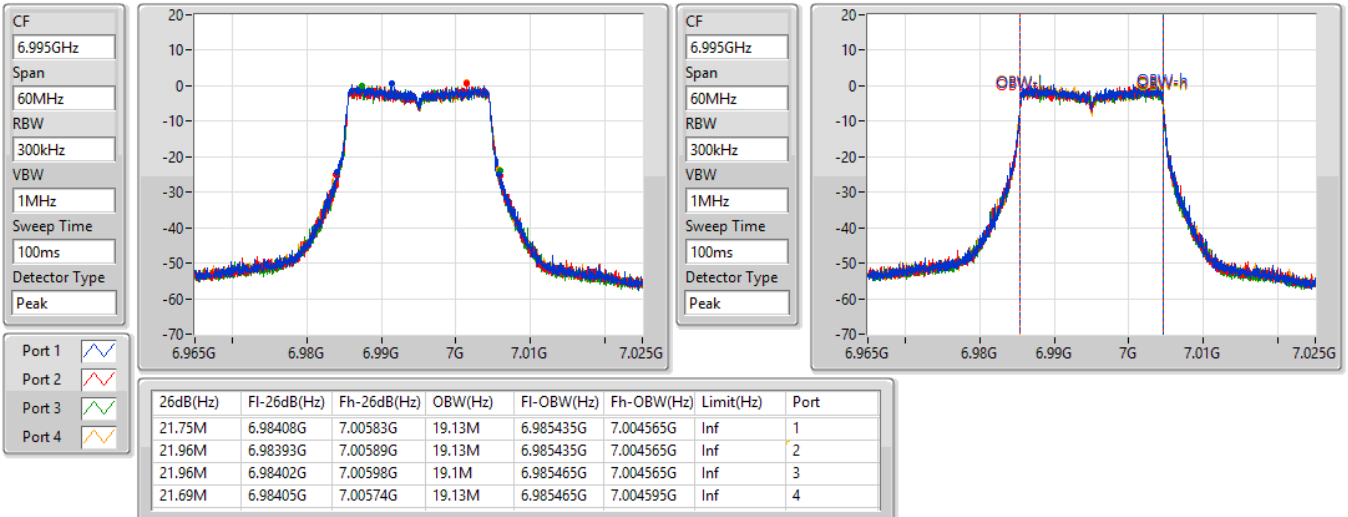 CF
6.995GHz
Span
60MHz
RBW
300kHz
VBW
1MHz
Sweep Time
100ms
Detector Type
Peak
20
10
0
-10
-20
-30
-40
-50
-60
-70
6.965G 6.98G 6.99G 7G 7.01G 7.025G
CF
6.995GHz
Span
60MHz
RBW
300kHz
VBW
1MHz
Sweep Time
100ms
Detector Type
Peak
20
10
0
-10
-20
-30
-40
-50
-60
-70
OBW-l OBW-h
6.965G 6.98G 6.99G 7G 7.01G 7.025G
Port 1
Port 2
Port 3
Port 4
26dB(Hz) Fl-26dB(Hz) Fh-26dB(Hz) OBW(Hz) Fl-OBW(Hz) Fh-OBW(Hz) Limit(Hz) Port
21.75M 6.98408G 7.00583G 19.13M 6.985435G 7.004565G Inf 1
21.96M 6.98393G 7.00589G 19.13M 6.985435G 7.004565G Inf 2
21.96M 6.98402G 7.00598G 19.1M 6.985465G 7.004565G Inf 3
21.69M 6.98405G 7.00574G 19.13M 6.985465G 7.004595G Inf 4